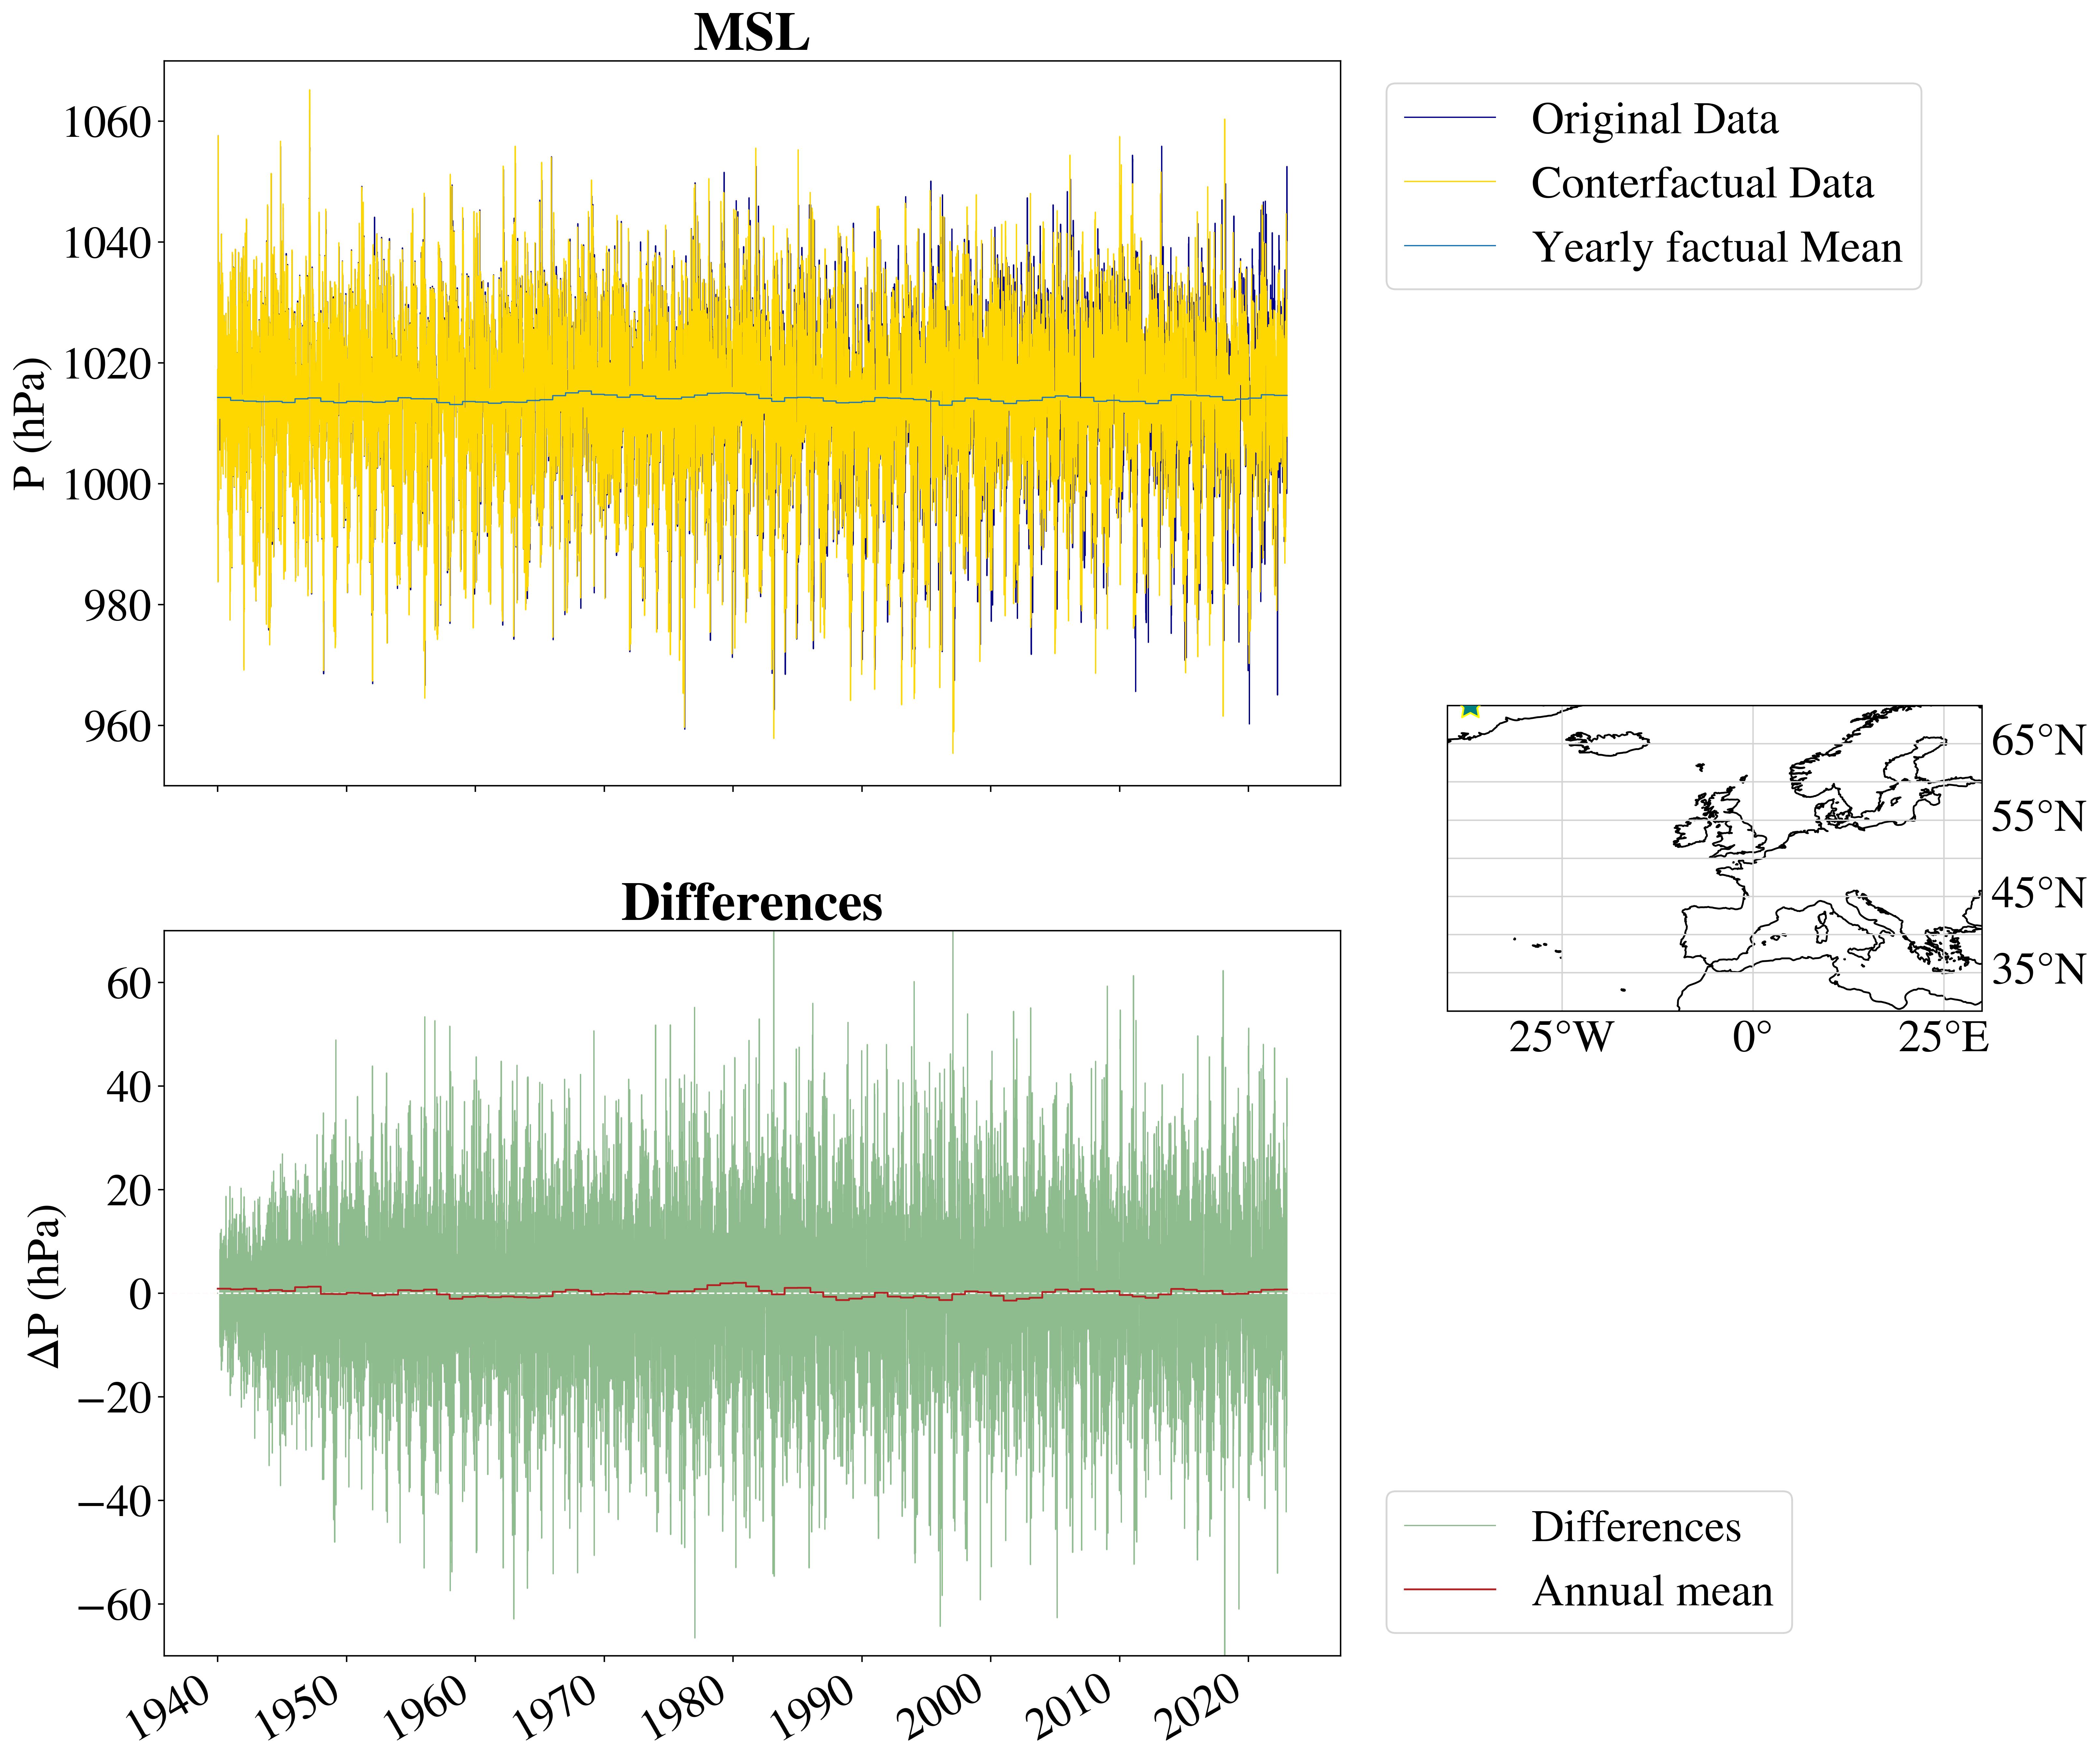 MSL
1060
1040
1020
1000
980
960
P (hPa)
Original Data
Conterfactual Data
Yearly factual Mean
65°N
55°N
45°N
35°N
25°W 0° 25°E
Differences
60
40
20
0
−20
−40
−60
ΔP (hPa)
1940 1950 1960 1970 1980 1990 2000 2010 2020
Differences
Annual mean